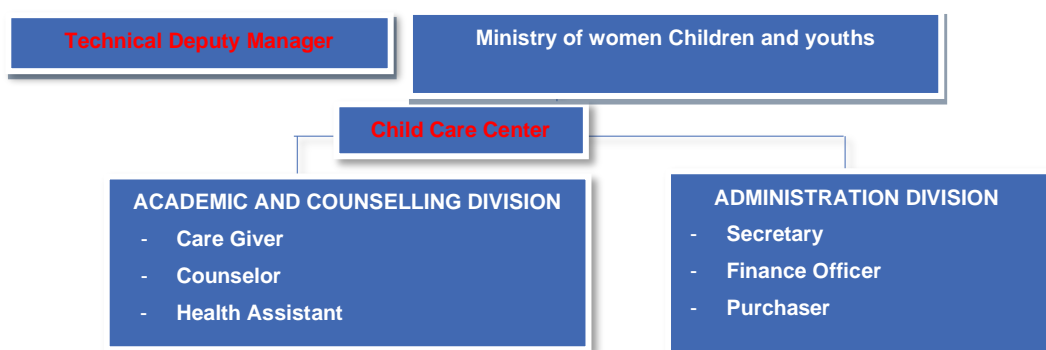 Technical Deputy Manager
Ministry of women Children and youths
Child Care Center
ACADEMIC AND COUNSELLING DIVISION
- Care Giver
- Counselor
- Health Assistant
ADMINISTRATION DIVISION
- Secretary
- Finance Officer
- Purchaser